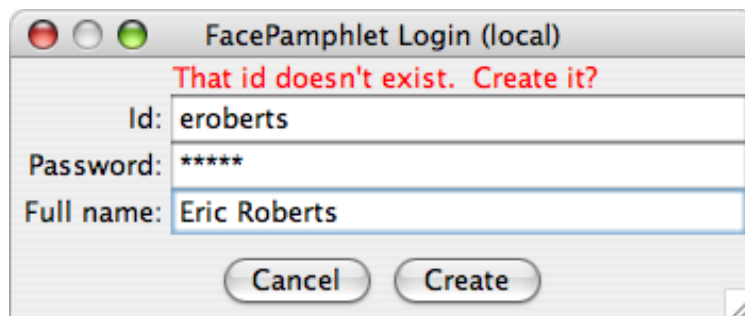 FacePamphlet Login (local)
That id doesn't exist.  Create it?
Id: eroberts
Password: *****
Full name: Eric Roberts
Cancel Create